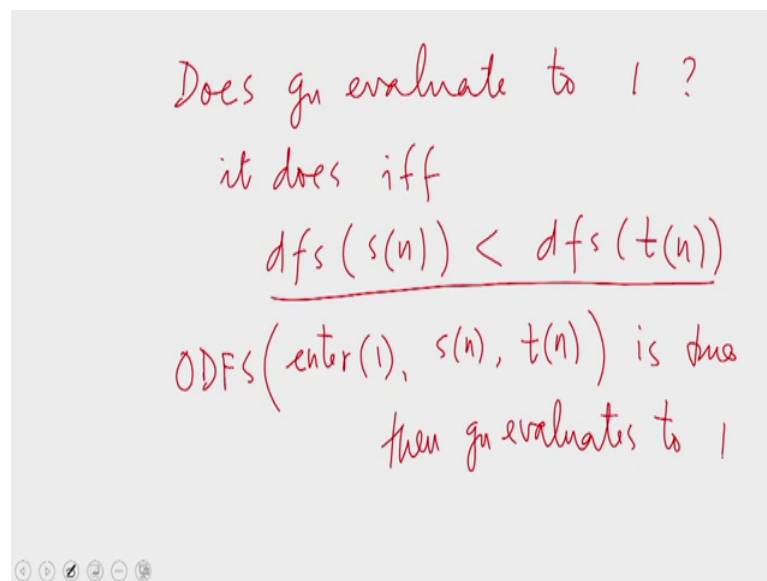 Does gn evaluate to 1 ?
it does iff
dfs(s(n)) < dfs(t(n))
ODFS(enter(1), s(n), t(n)) is true
then gn evaluates to 1